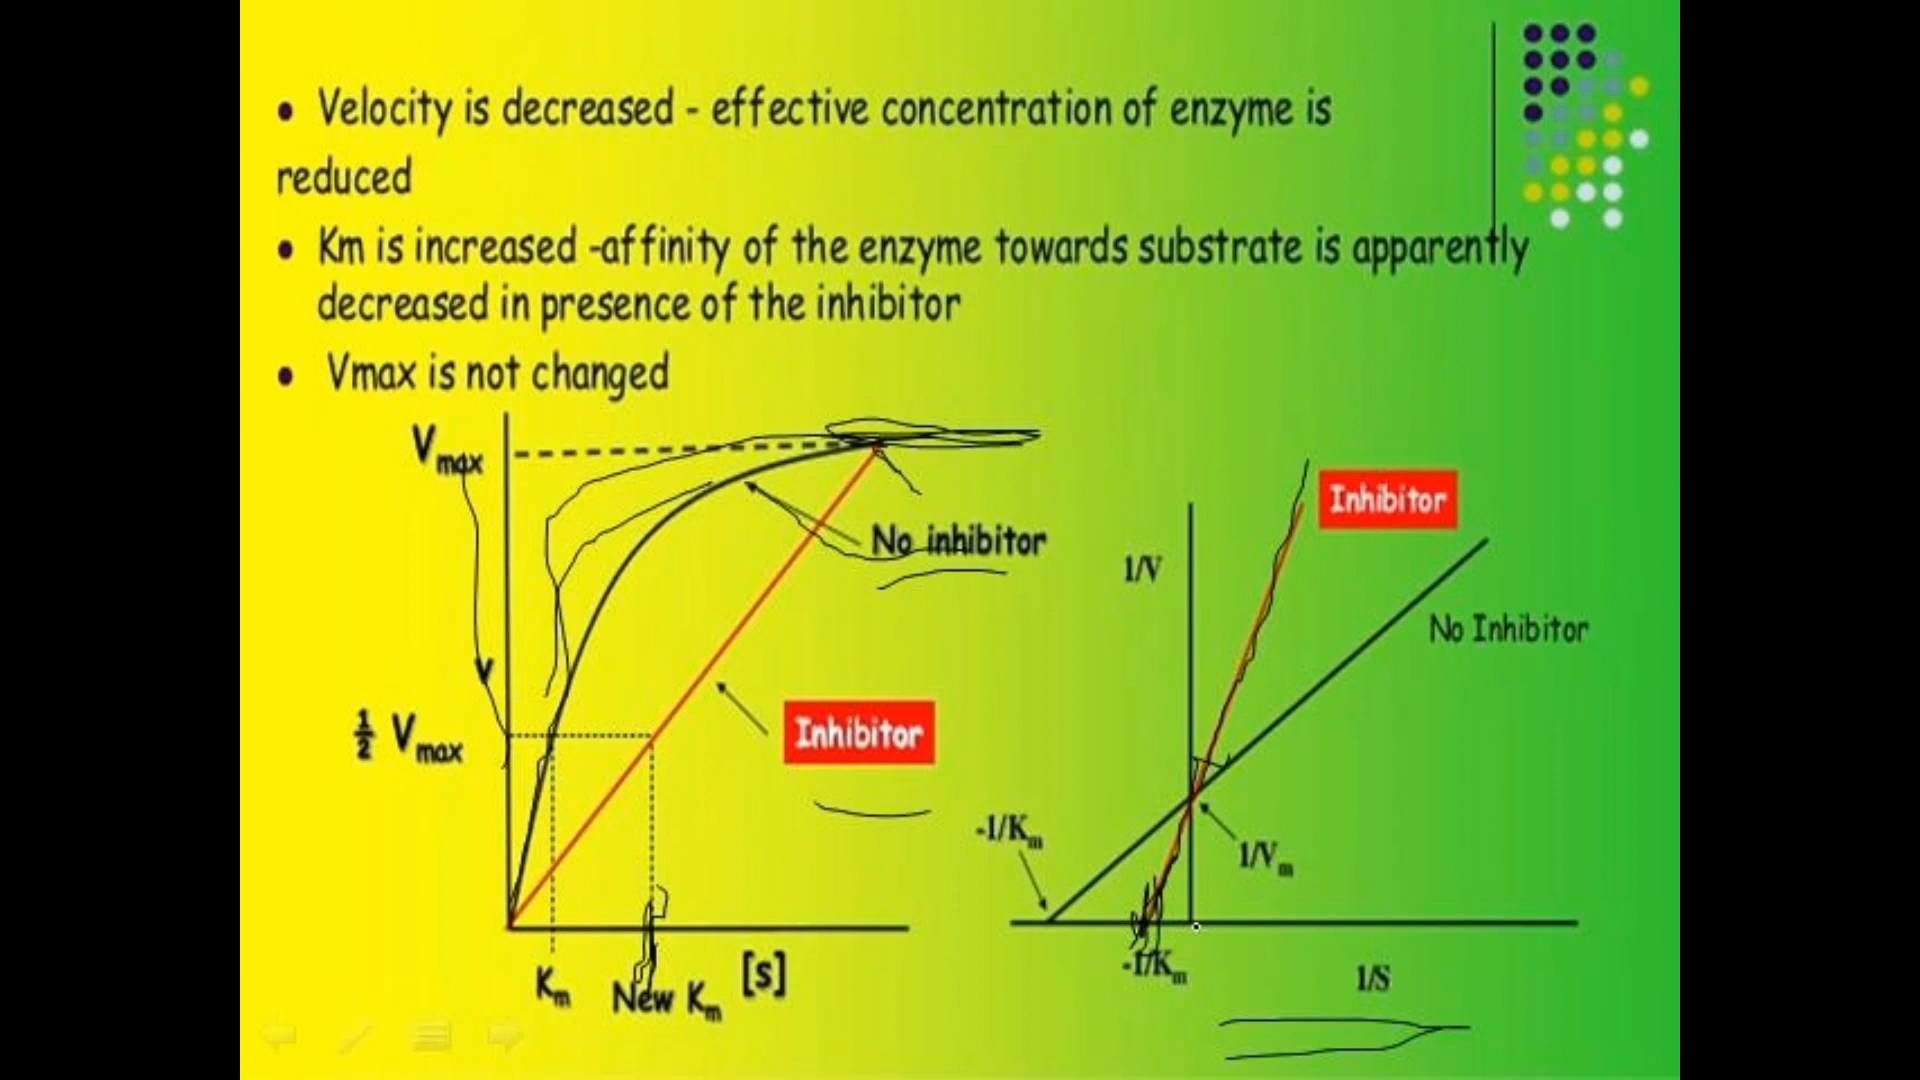 • Velocity is decreased - effective concentration of enzyme is
reduced
• Km is increased -affinity of the enzyme towards substrate is apparently
decreased in presence of the inhibitor
• Vmax is not changed
Vmax
No inhibitor
V
½ Vmax
Inhibitor
Km
New Km
[S]
Inhibitor
1/V
No Inhibitor
-1/Km
1/Vm
-1/Km
1/S